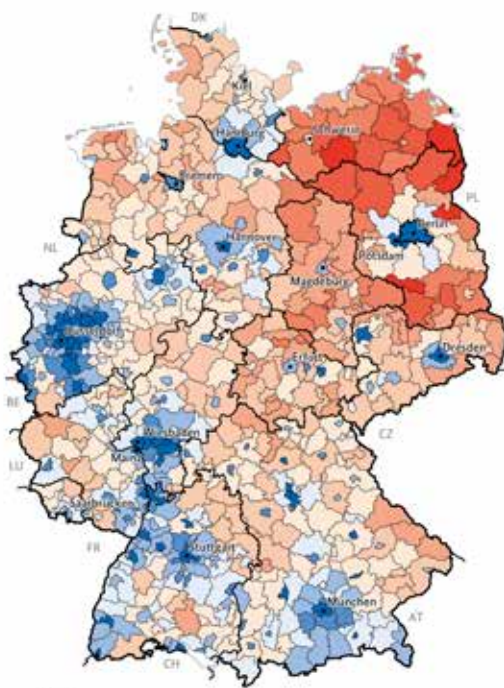 DK
Kiel
Hamburg
Schwerin
Bremen
PL
Berlin
NL
Hannover
Potsdam
Magdeburg
Düsseldorf
Dresden
Erfurt
BE
Wiesbaden
CZ
Mainz
LU
Saarbrücken
Stuttgart
FR
München
AT
CH